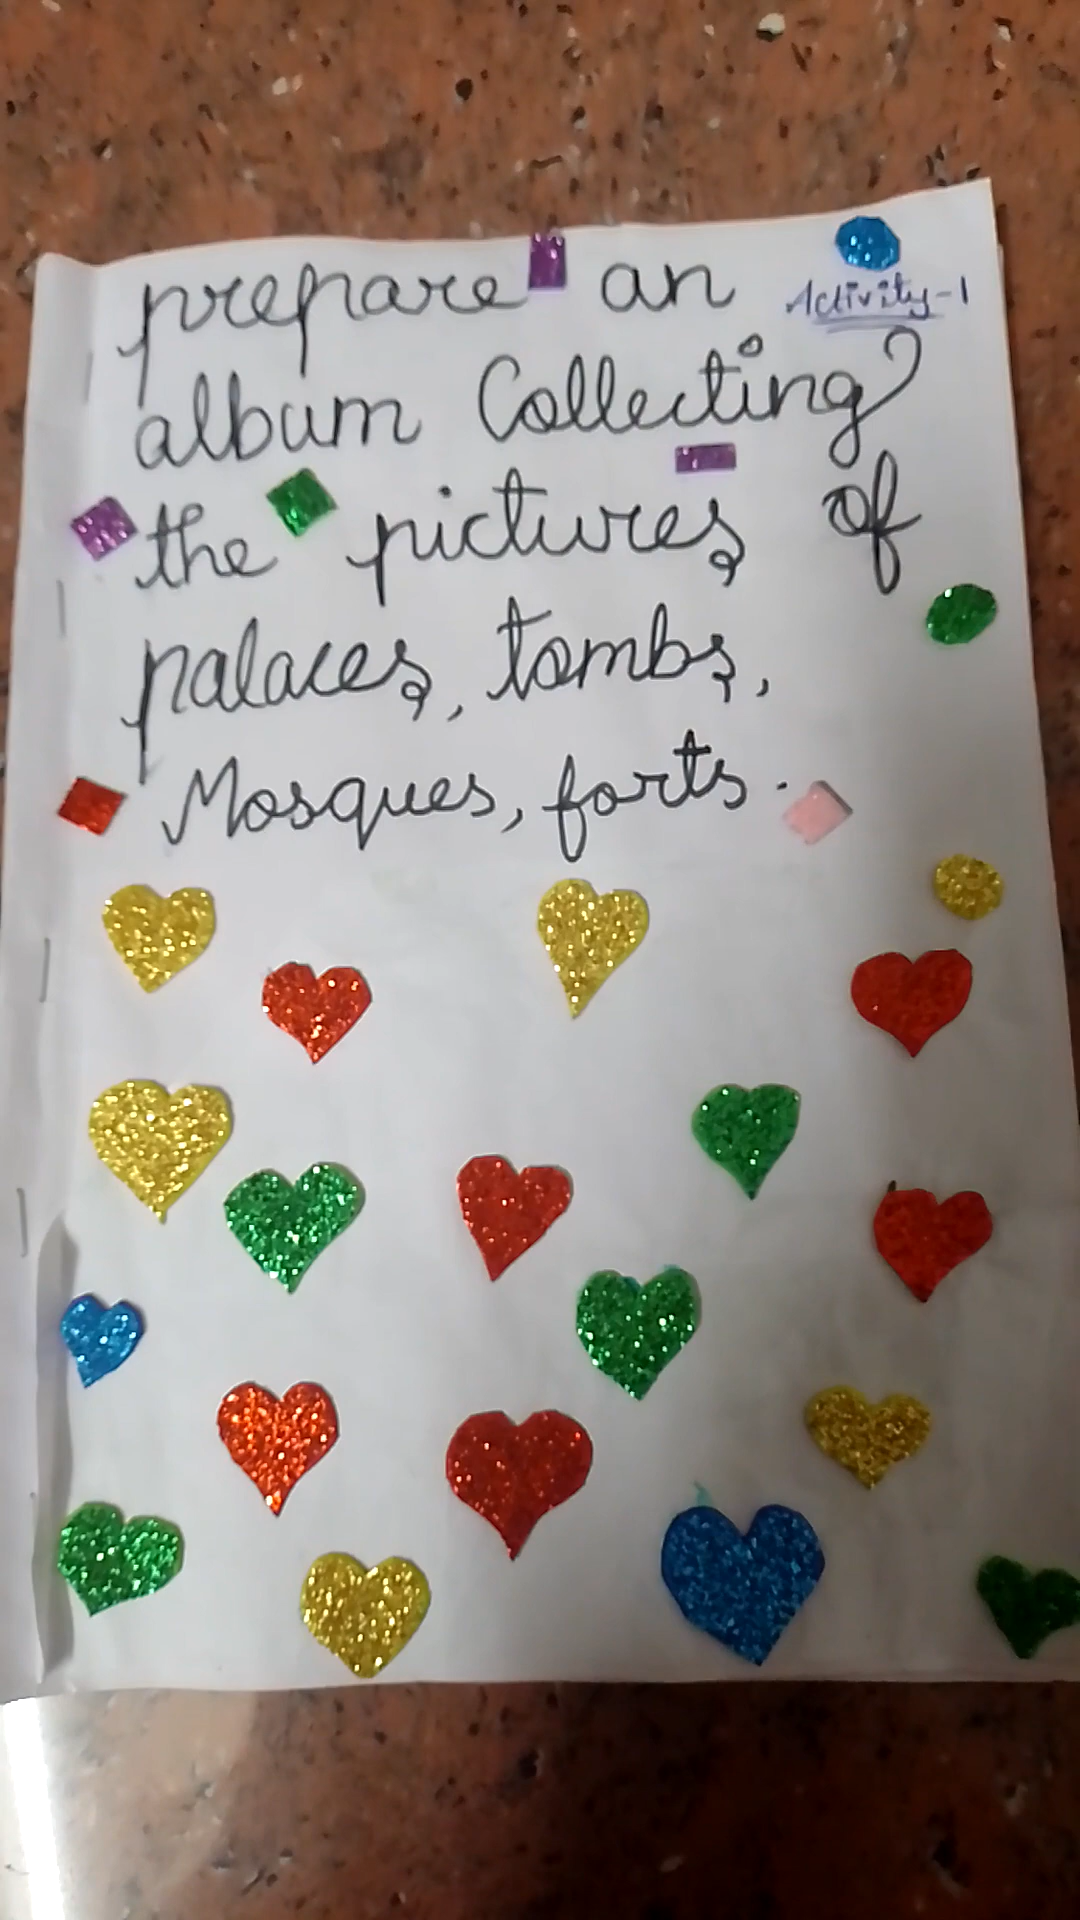 prepare an
Activity-1
album Collecting
the pictures of
palaces, tombs,
Mosques, forts.